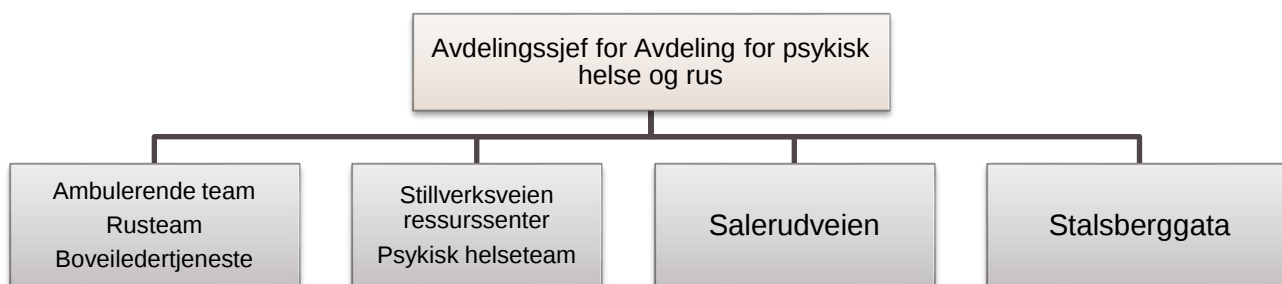 Avdelingssjef for Avdeling for psykisk
helse og rus
Ambulerende team
Rusteam
Boveiledertjeneste
Stillverksveien
ressurssenter
Psykisk helseteam
Salerudveien
Stalsberggata